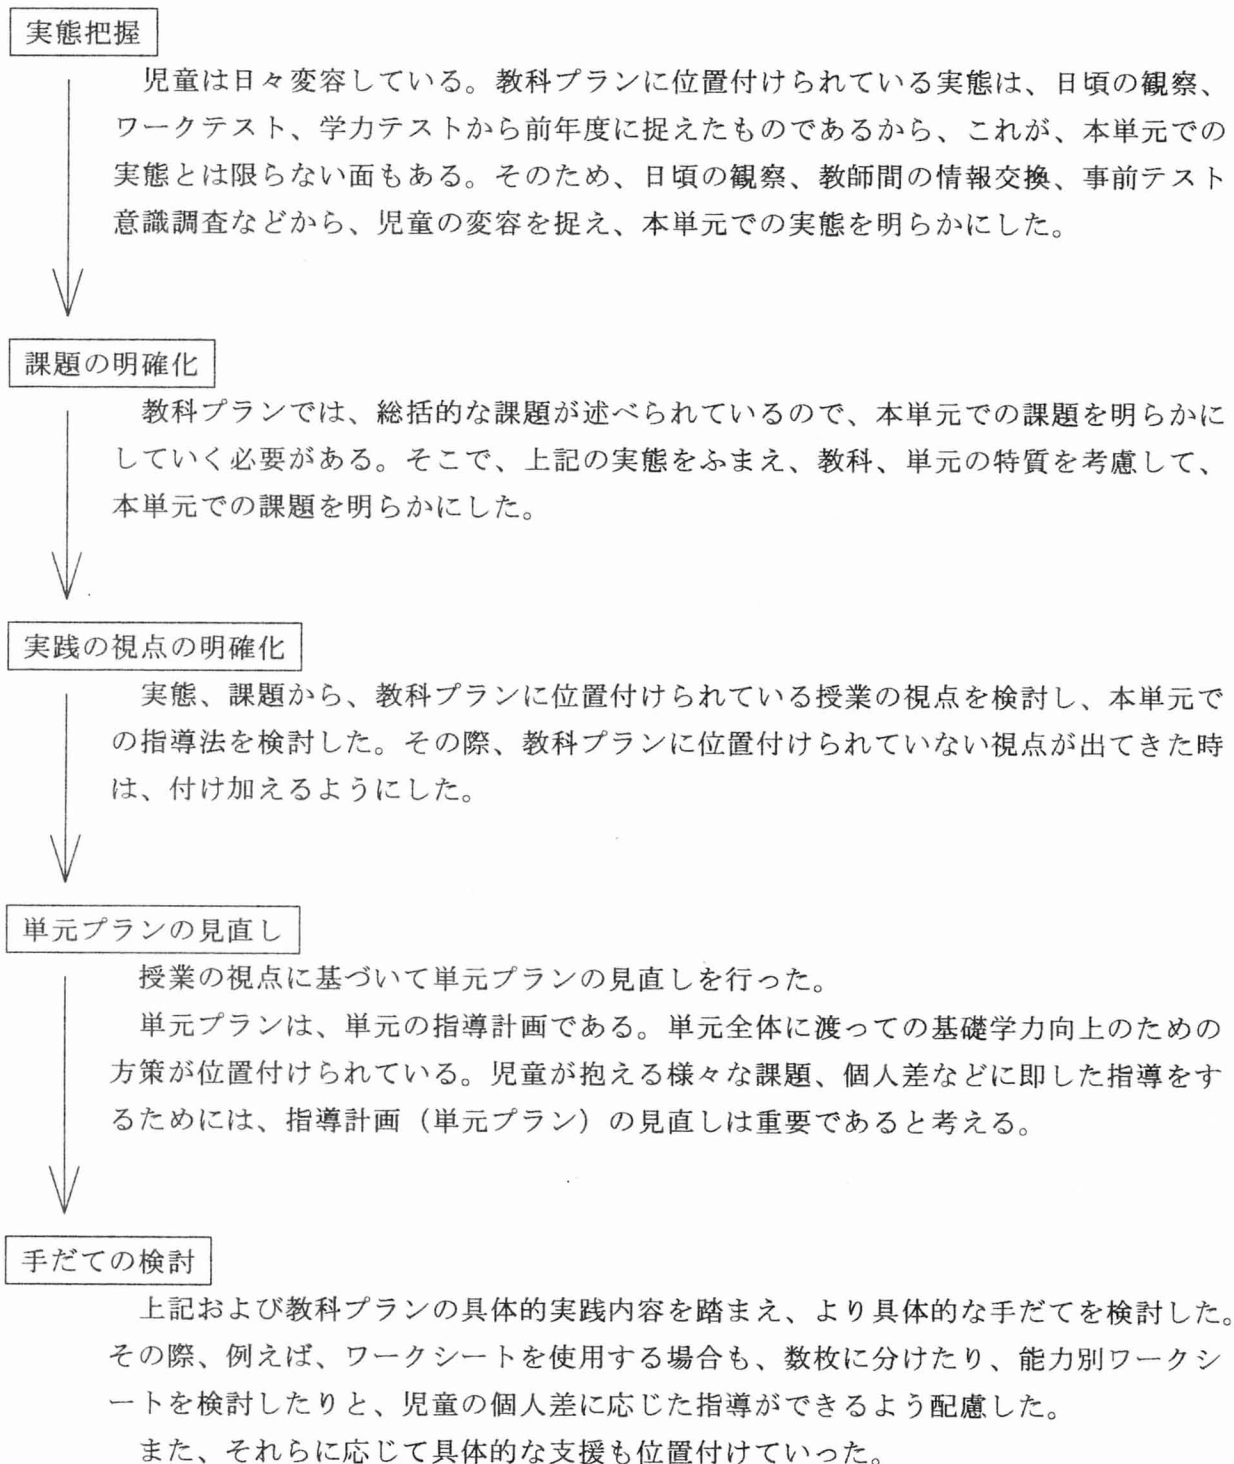 実態把握
児童は日々変容している。教科プランに位置付けられている実態は、日頃の観察、
ワークテスト、学力テストから前年度に捉えたものであるから、これが、本単元での
実態とは限らない面もある。そのため、日頃の観察、教師間の情報交換、事前テスト
意識調査などから、児童の変容を捉え、本単元での実態を明らかにした。
課題の明確化
教科プランでは、総括的な課題が述べられているので、本単元での課題を明らかに
していく必要がある。そこで、上記の実態をふまえ、教科、単元の特質を考慮して、
本単元での課題を明らかにした。
実践の視点の明確化
実態、課題から、教科プランに位置付けられている授業の視点を検討し、本単元で
の指導法を検討した。その際、教科プランに位置付けられていない視点が出てきた時
は、付け加えるようにした。
単元プランの見直し
授業の視点に基づいて単元プランの見直しを行った。
単元プランは、単元の指導計画である。単元全体に渡っての基礎学力向上のための
方策が位置付けられている。児童が抱える様々な課題、個人差などに即した指導をす
るためには、指導計画（単元プラン）の見直しは重要であると考える。
手だての検討
上記および教科プランの具体的実践内容を踏まえ、より具体的な手だてを検討した。
その際、例えば、ワークシートを使用する場合も、数枚に分けたり、能力別ワークシ
ートを検討したりと、児童の個人差に応じた指導ができるよう配慮した。
また、それらに応じて具体的な支援も位置付けていった。